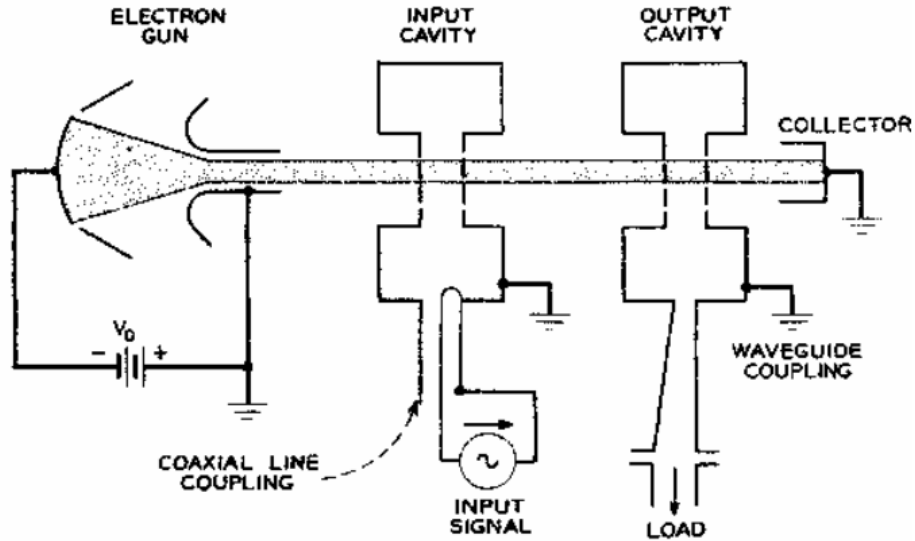 ELECTRON
GUN
INPUT
CAVITY
OUTPUT
CAVITY
COLLECTOR
V₀
− +
WAVEGUIDE
COUPLING
COAXIAL LINE
COUPLING
INPUT
SIGNAL
LOAD